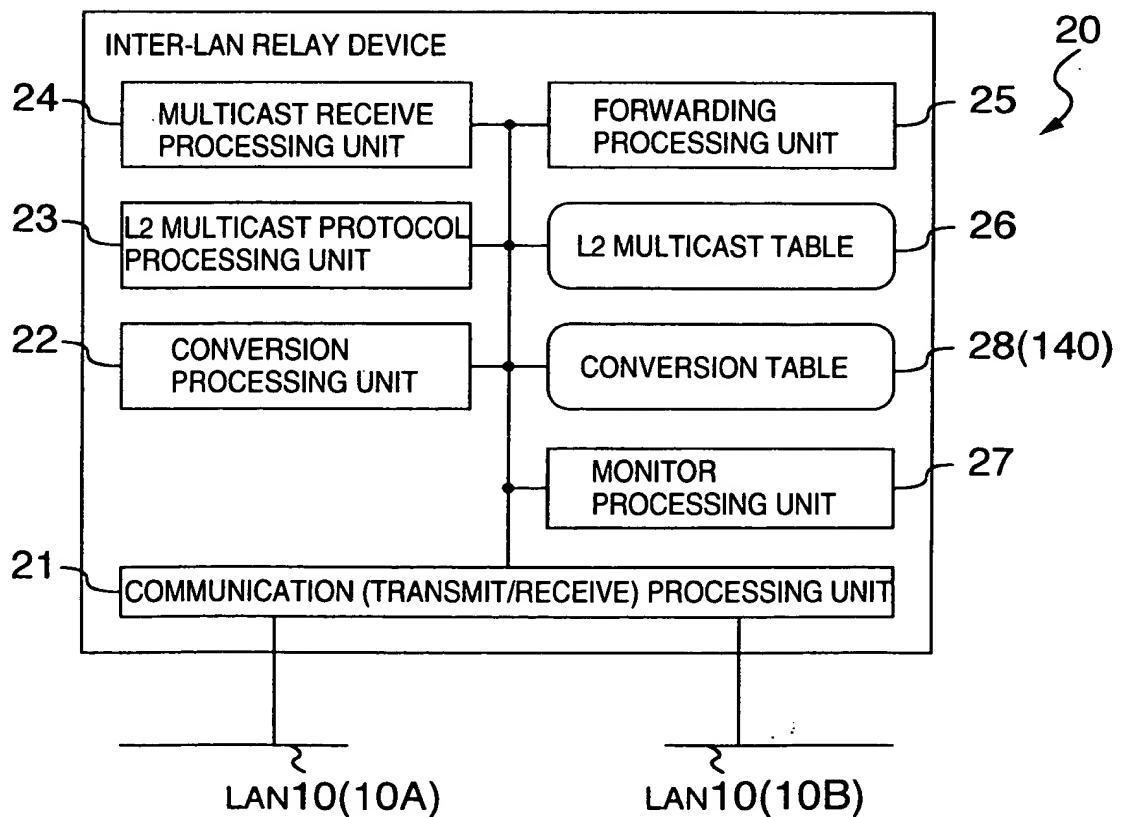 INTER-LAN RELAY DEVICE
20
24
MULTICAST RECEIVE
PROCESSING UNIT
FORWARDING
PROCESSING UNIT
25
23
L2 MULTICAST PROTOCOL
PROCESSING UNIT
L2 MULTICAST TABLE
26
22
CONVERSION
PROCESSING UNIT
CONVERSION TABLE
28(140)
MONITOR
PROCESSING UNIT
27
21
COMMUNICATION (TRANSMIT/RECEIVE) PROCESSING UNIT
LAN10(10A)
LAN10(10B)